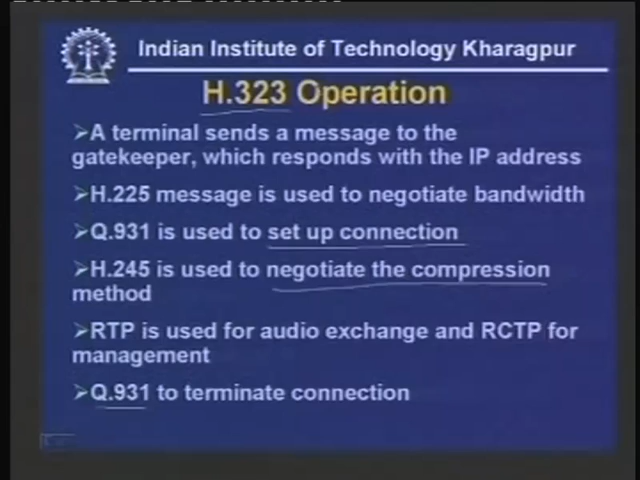 Indian Institute of Technology Kharagpur
H.323 Operation
➢A terminal sends a message to the
gatekeeper, which responds with the IP address
➢H.225 message is used to negotiate bandwidth
➢Q.931 is used to set up connection
➢H.245 is used to negotiate the compression
method
➢RTP is used for audio exchange and RCTP for
management
➢Q.931 to terminate connection